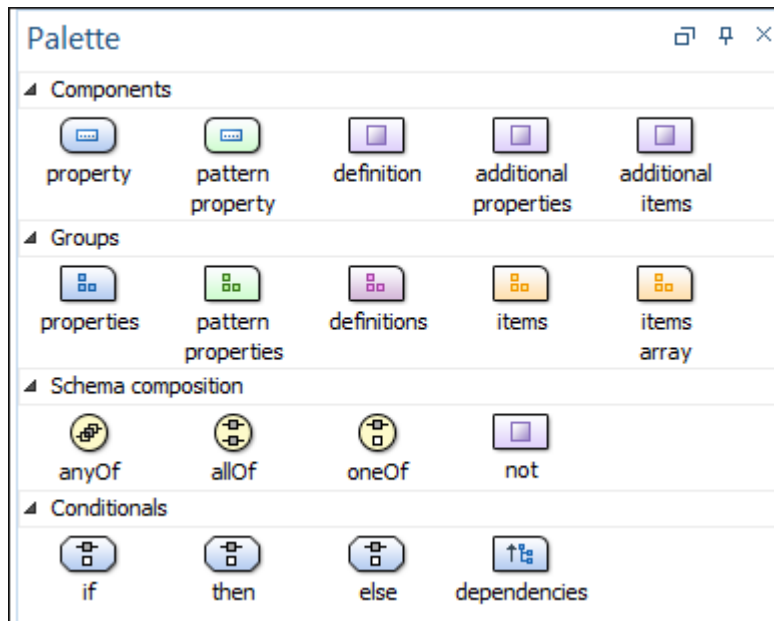 Palette
Components
property
pattern property
definition
additional properties
additional items
Groups
properties
pattern properties
definitions
items
items array
Schema composition
anyOf
allOf
oneOf
not
Conditionals
if
then
else
dependencies